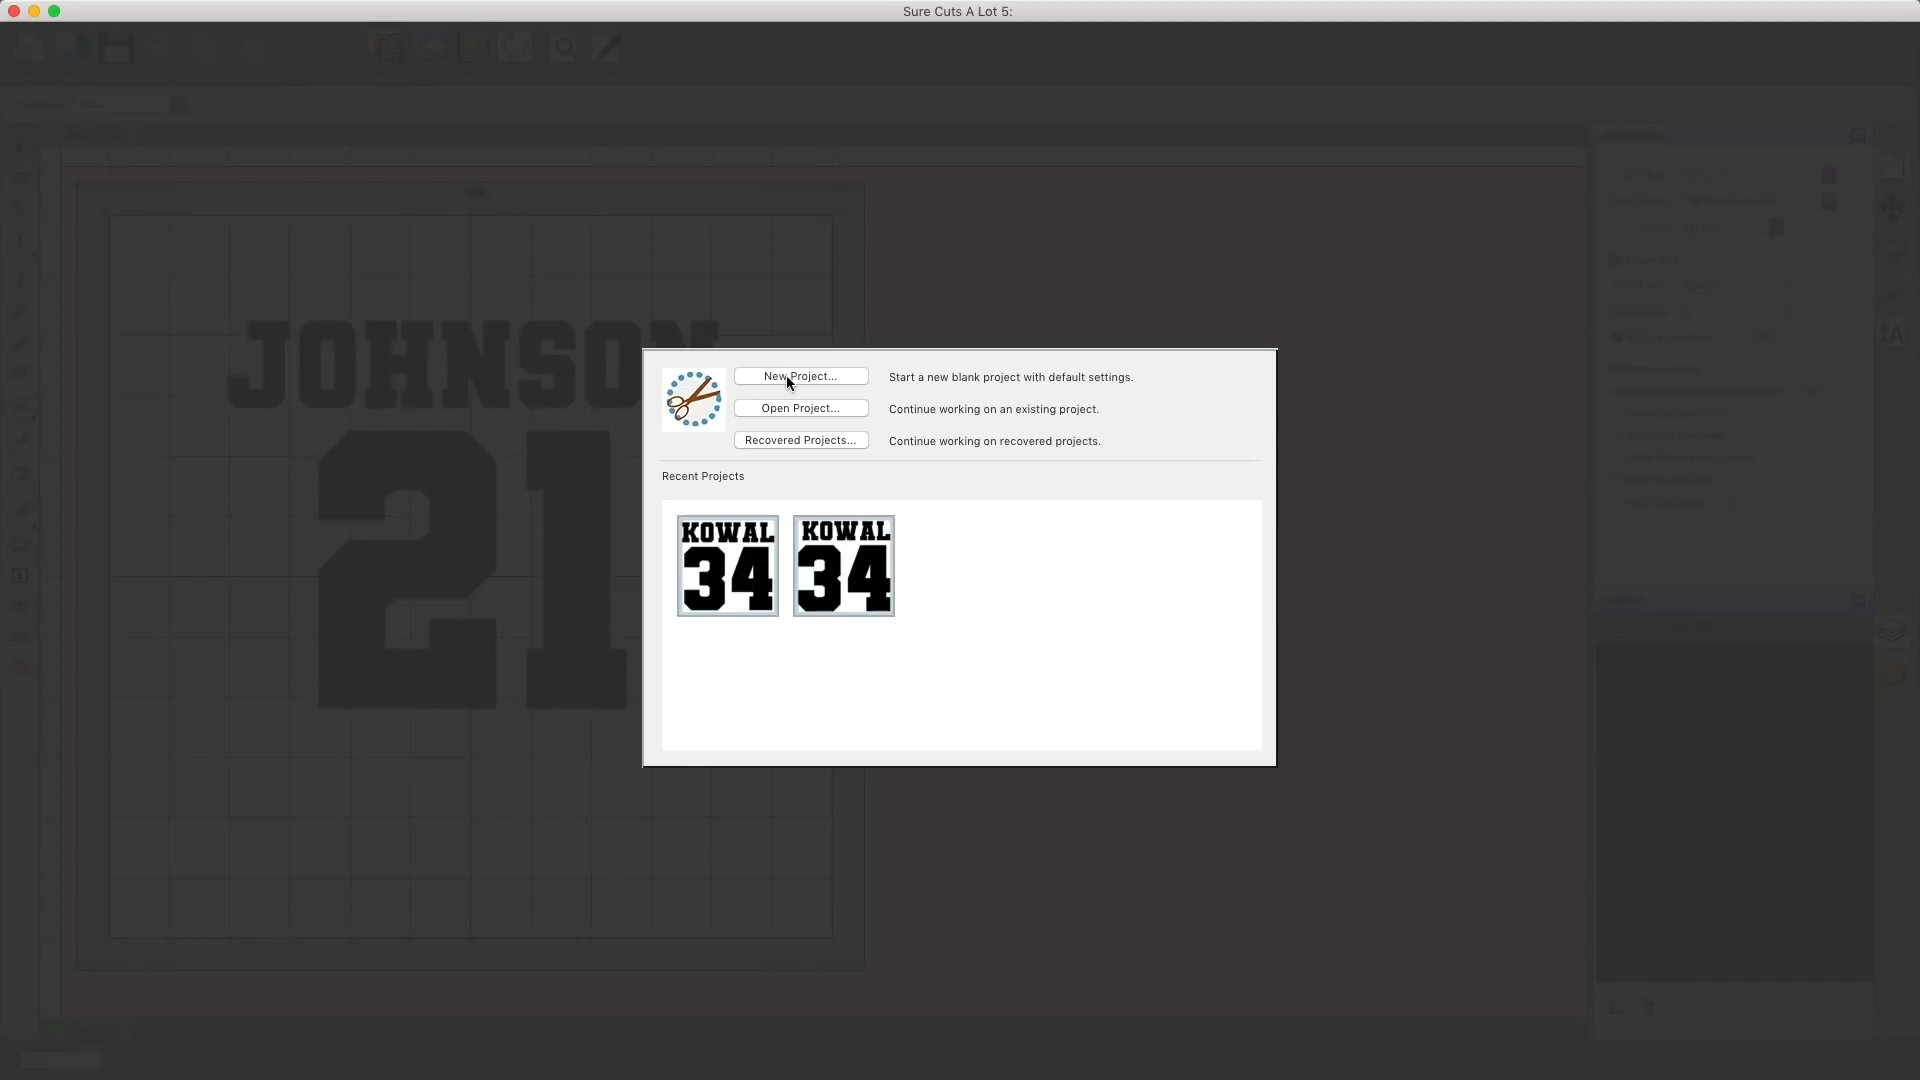 Sure Cuts A Lot 5:
JOHNSON
21
New Project...
Start a new blank project with default settings.
Open Project...
Continue working on an existing project.
Recovered Projects...
Continue working on recovered projects.
Recent Projects
KOWAL
34
KOWAL
34